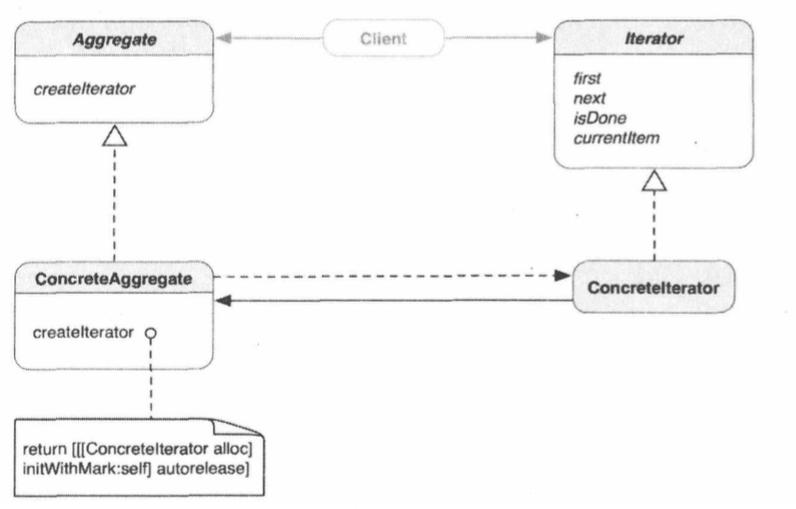 Aggregate
createIterator
Client
Iterator
first
next
isDone
currentItem
ConcreteAggregate
createIterator
ConcreteIterator
return [[[ConcreteIterator alloc]
initWithMark:self] autorelease]